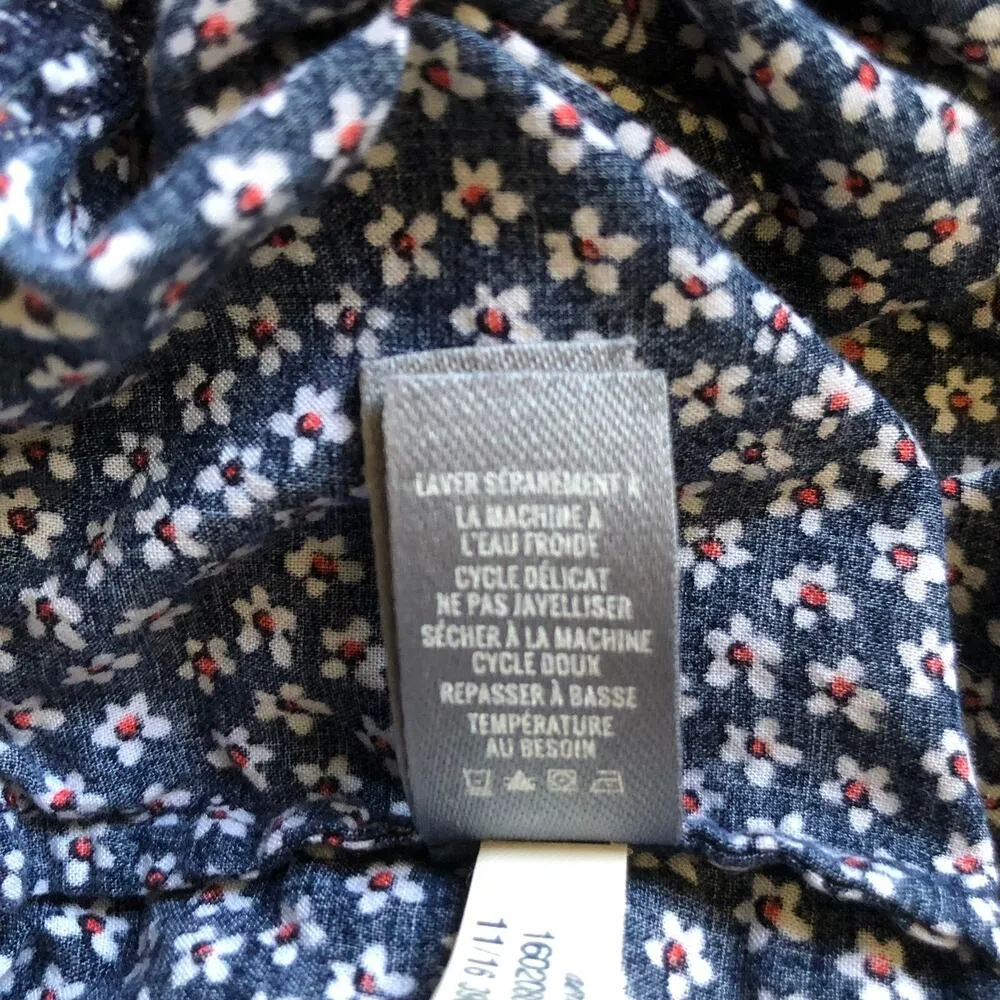 LAVER SÉPAREMENT À
LA MACHINE À
L'EAU FROIDE
CYCLE DÉLICAT
NE PAS JAVELLISER
SÉCHER À LA MACHINE
CYCLE DOUX
REPASSER À BASSE
TEMPÉRATURE
AU BESOIN
11/16